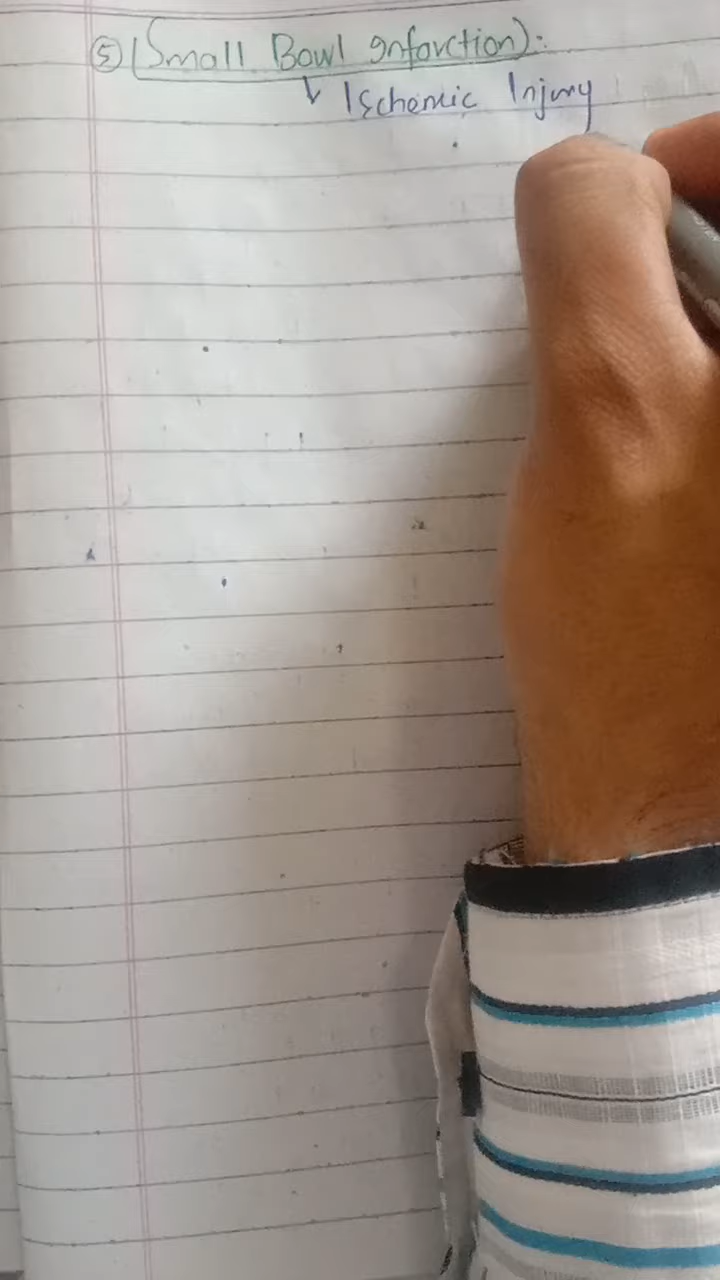 ⑤ (Small Bowl Infarction):
↓ Ischemic Injury